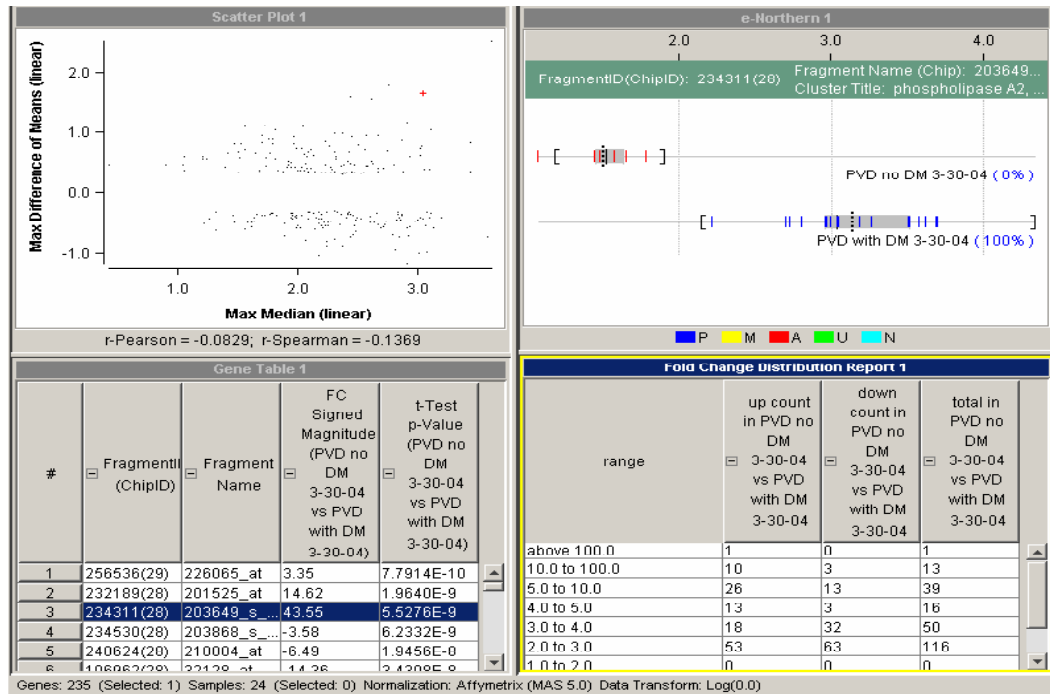 Scatter Plot 1
Max Difference of Means (linear)
2.0
1.0
0.0
-1.0
1.0 2.0 3.0
Max Median (linear)
r-Pearson = -0.0829; r-Spearman = -0.1369
e-Northern 1
2.0 3.0 4.0
FragmentID(ChipID): 234311(28)
Fragment Name (Chip): 203649...
Cluster Title: phospholipase A2, ...
PVD no DM 3-30-04 (0%)
PVD with DM 3-30-04 (100%)
P M A U N
Gene Table 1
#
FragmentI
(ChipID)
Fragment
Name
FC
Signed
Magnitude
(PVD no
DM
3-30-04
vs PVD
with DM
3-30-04)
t-Test
p-Value
(PVD no
DM
3-30-04
vs PVD
with DM
3-30-04)
1 256536(29) 226065_at 3.35 7.7914E-10
2 232189(28) 201525_at 14.62 1.9640E-9
3 234311(28) 203649_s_... 43.55 5.5276E-9
4 234530(28) 203868_s_... -3.58 6.2332E-9
5 240624(20) 210004_at -6.49 1.9456E-0
6 32128_at -14.36
Fold Change Distribution Report 1
range
up count
in PVD no
DM
3-30-04
vs PVD
with DM
3-30-04
down
count in
PVD no
DM
3-30-04
vs PVD
with DM
3-30-04
total in
PVD no
DM
3-30-04
vs PVD
with DM
3-30-04
above 100.0 1 0 1
10.0 to 100.0 10 3 13
5.0 to 10.0 26 13 39
4.0 to 5.0 13 3 16
3.0 to 4.0 18 32 50
2.0 to 3.0 53 63 116
1.0 to 2.0 0 0 0
Genes: 235 (Selected: 1) Samples: 24 (Selected: 0) Normalization: Affymetrix (MAS 5.0) Data Transform: Log(0.0)